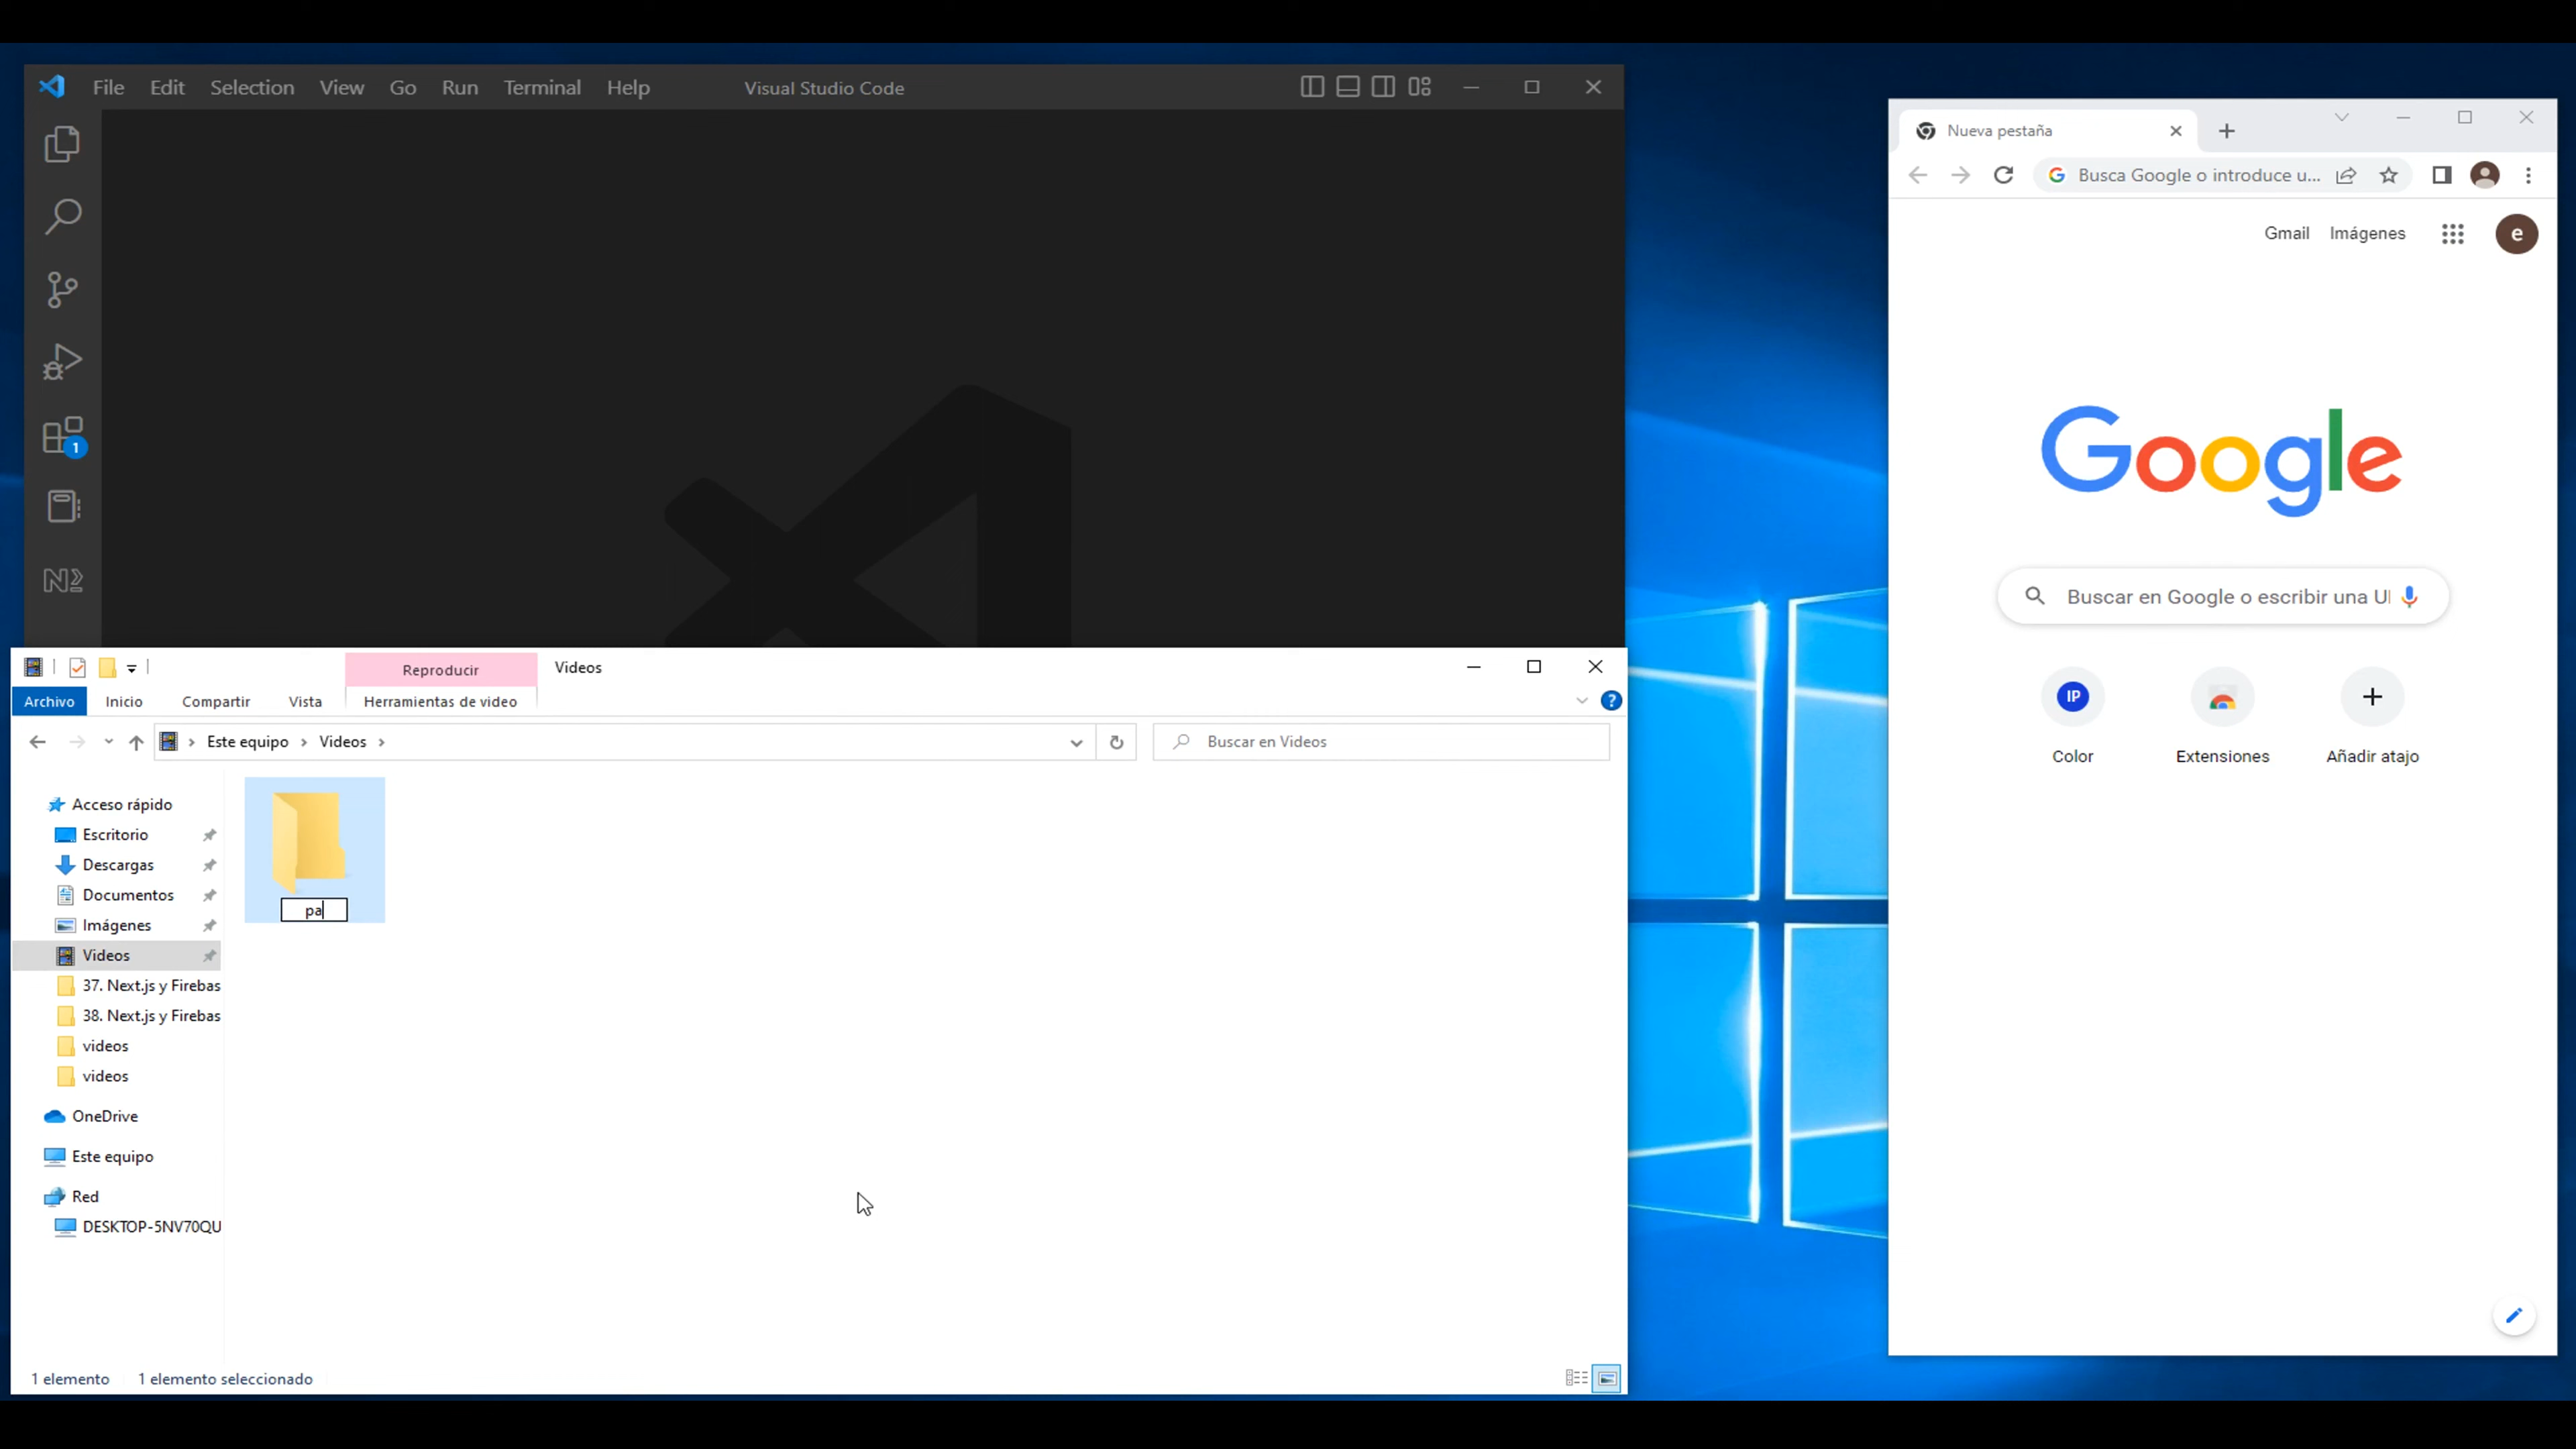 File Edit Selection View Go Run Terminal Help Visual Studio Code
1
Reproducir Videos
Archivo Inicio Compartir Vista Herramientas de video
Este equipo Videos
Buscar en Videos
Acceso rápido
Escritorio
Descargas
Documentos
Imágenes
Videos
37. Next.js y Firebas
38. Next.js y Firebas
videos
videos
OneDrive
Este equipo
Red
DESKTOP-5NV70QU
pa
1 elemento 1 elemento seleccionado
Nueva pestaña
Busca Google o introduce u...
Gmail Imágenes e
Google
Buscar en Google o escribir una UI
IP
Color Extensiones Añadir atajo